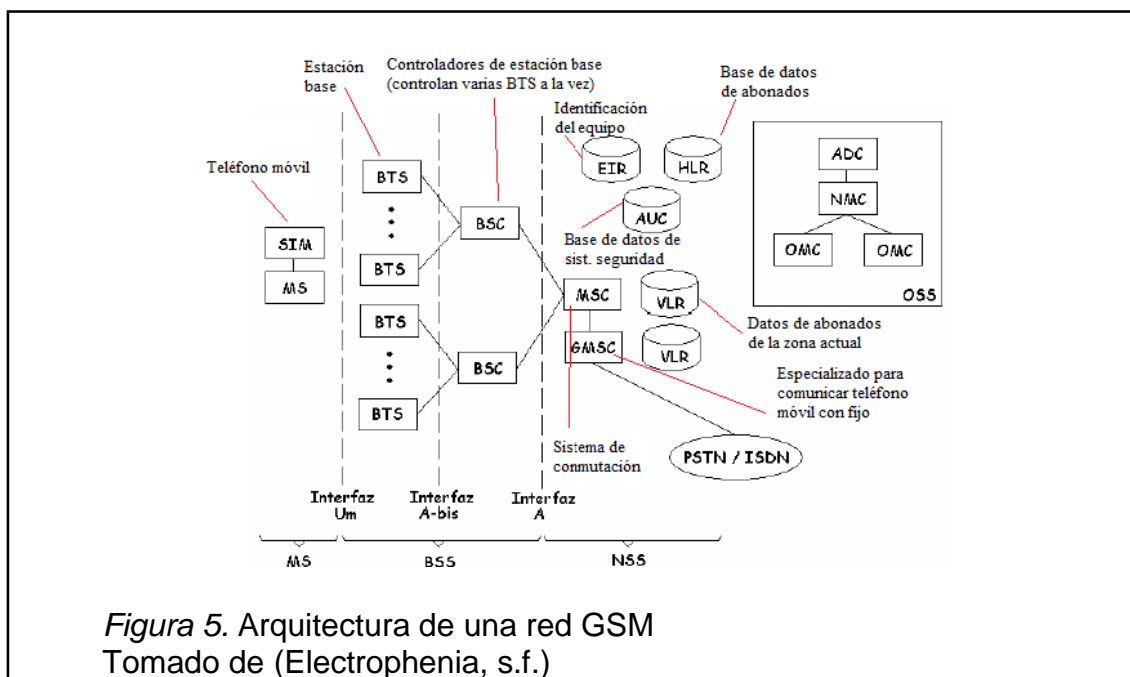 Estación
base
Controladores de estación base
(controlan varias BTS a la vez)
Base de datos
de abonados
Identificación
del equipo
Teléfono móvil
EIR
HLR
ADC
BTS
NMC
AUC
SIM
BSC
Base de datos de
sist. seguridad
OMC
OMC
BTS
MS
MSC
VLR
OSS
BTS
Datos de abonados
de la zona actual
GMSC
VLR
BSC
Especializado para
comunicar teléfono
móvil con fijo
BTS
Sistema de
conmutación
PSTN / ISDN
Interfaz
Um
Interfaz
A-bis
Interfaz
A
MS
BSS
NSS
Figura 5. Arquitectura de una red GSM
Tomado de (Electrophenia, s.f.)